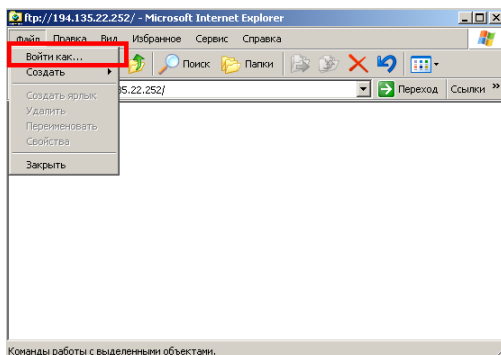 ftp://194.135.22.252/ - Microsoft Internet Explorer
Файл Правка Вид Избранное Сервис Справка
Войти как...
Поиск Папки
Создать
5.22.252/ Переход Ссылки »
Создать ярлык
Удалить
Переименовать
Свойства
Закрыть
Команды работы с выделенными объектами.